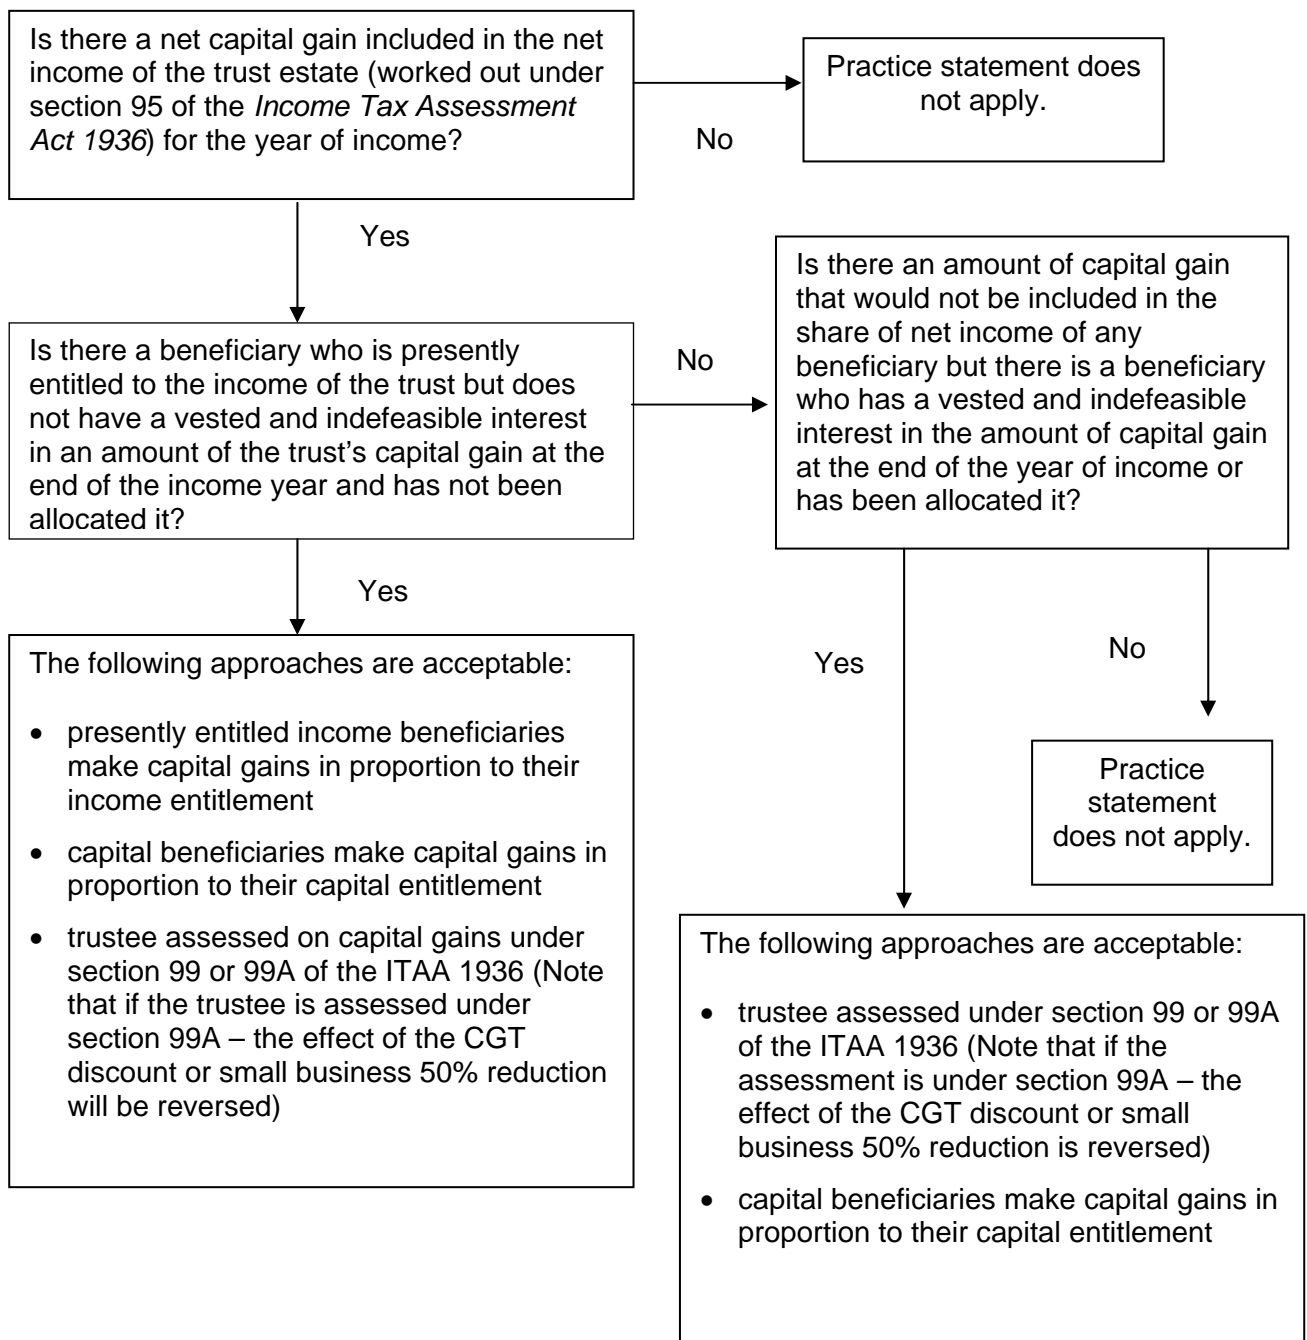 Is there a net capital gain included in the net
income of the trust estate (worked out under
section 95 of the Income Tax Assessment
Act 1936) for the year of income?
No
Practice statement does
not apply.
Yes
Is there a beneficiary who is presently
entitled to the income of the trust but does
not have a vested and indefeasible interest
in an amount of the trust’s capital gain at the
end of the income year and has not been
allocated it?
No
Is there an amount of capital gain
that would not be included in the
share of net income of any
beneficiary but there is a beneficiary
who has a vested and indefeasible
interest in the amount of capital gain
at the end of the year of income or
has been allocated it?
Yes
The following approaches are acceptable:
• presently entitled income beneficiaries
make capital gains in proportion to their
income entitlement
• capital beneficiaries make capital gains in
proportion to their capital entitlement
• trustee assessed on capital gains under
section 99 or 99A of the ITAA 1936 (Note
that if the trustee is assessed under
section 99A – the effect of the CGT
discount or small business 50% reduction
will be reversed)
Yes
No
Practice
statement
does not apply.
The following approaches are acceptable:
• trustee assessed under section 99 or 99A
of the ITAA 1936 (Note that if the
assessment is under section 99A – the
effect of the CGT discount or small
business 50% reduction is reversed)
• capital beneficiaries make capital gains in
proportion to their capital entitlement